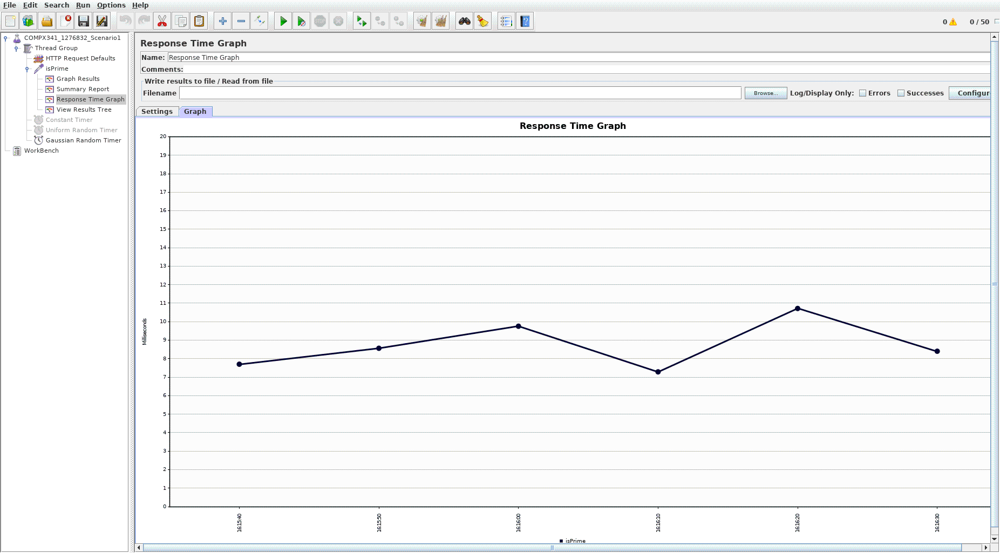 File Edit Search Run Options Help
0 0 / 50
COMPX341_1276832_Scenario1
Thread Group
HTTP Request Defaults
isPrime
Graph Results
Summary Report
Response Time Graph
View Results Tree
Constant Timer
Uniform Random Timer
Gaussian Random Timer
WorkBench
Response Time Graph
Name: Response Time Graph
Comments:
Write results to file / Read from file
Filename Browse... Log/Display Only: Errors Successes Configur
Settings Graph
Response Time Graph
20
19
18
17
16
15
14
13
12
11
10
9
8
7
6
5
4
3
2
1
0
Milliseconds
16:15:40 16:15:50 16:16:00 16:16:10 16:16:20 16:16:30
isPrime